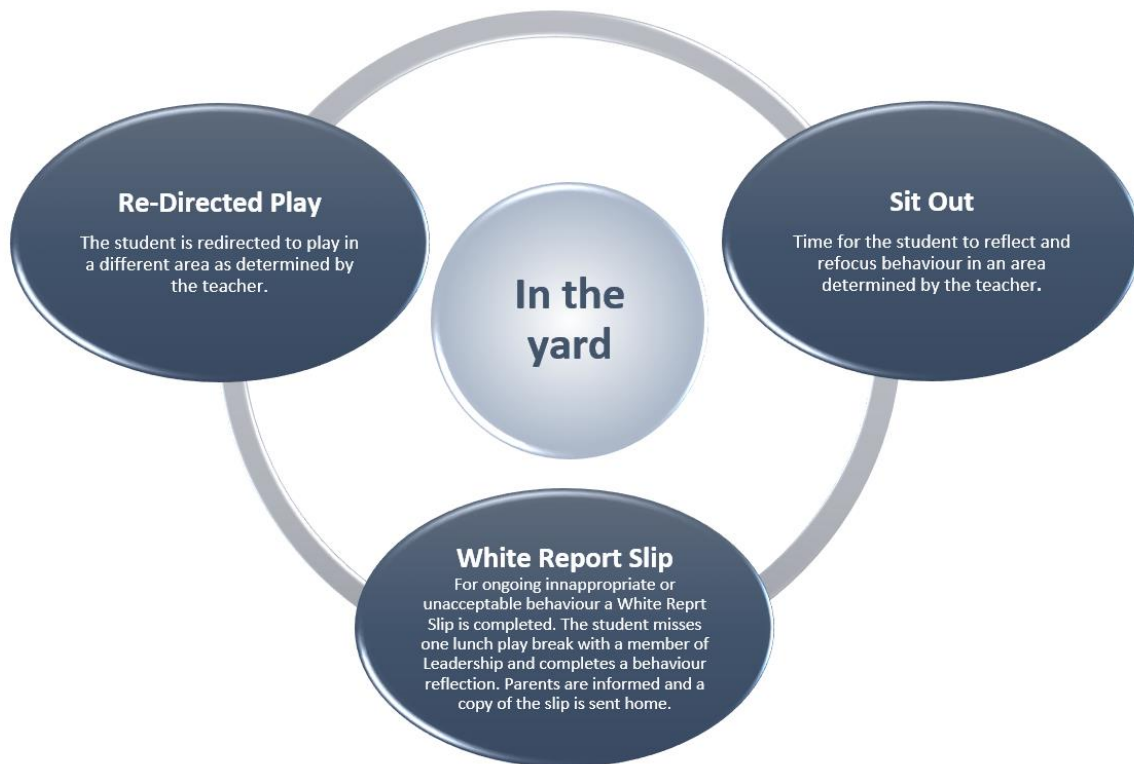 Re-Directed Play
The student is redirected to play in
a different area as determined by
the teacher.
Sit Out
Time for the student to reflect and
refocus behaviour in an area
determined by the teacher.
In the
yard
White Report Slip
For ongoing innappropriate or
unacceptable behaviour a White Reprt
Slip is completed. The student misses
one lunch play break with a member of
Leadership and completes a behaviour
reflection. Parents are informed and a
copy of the slip is sent home.